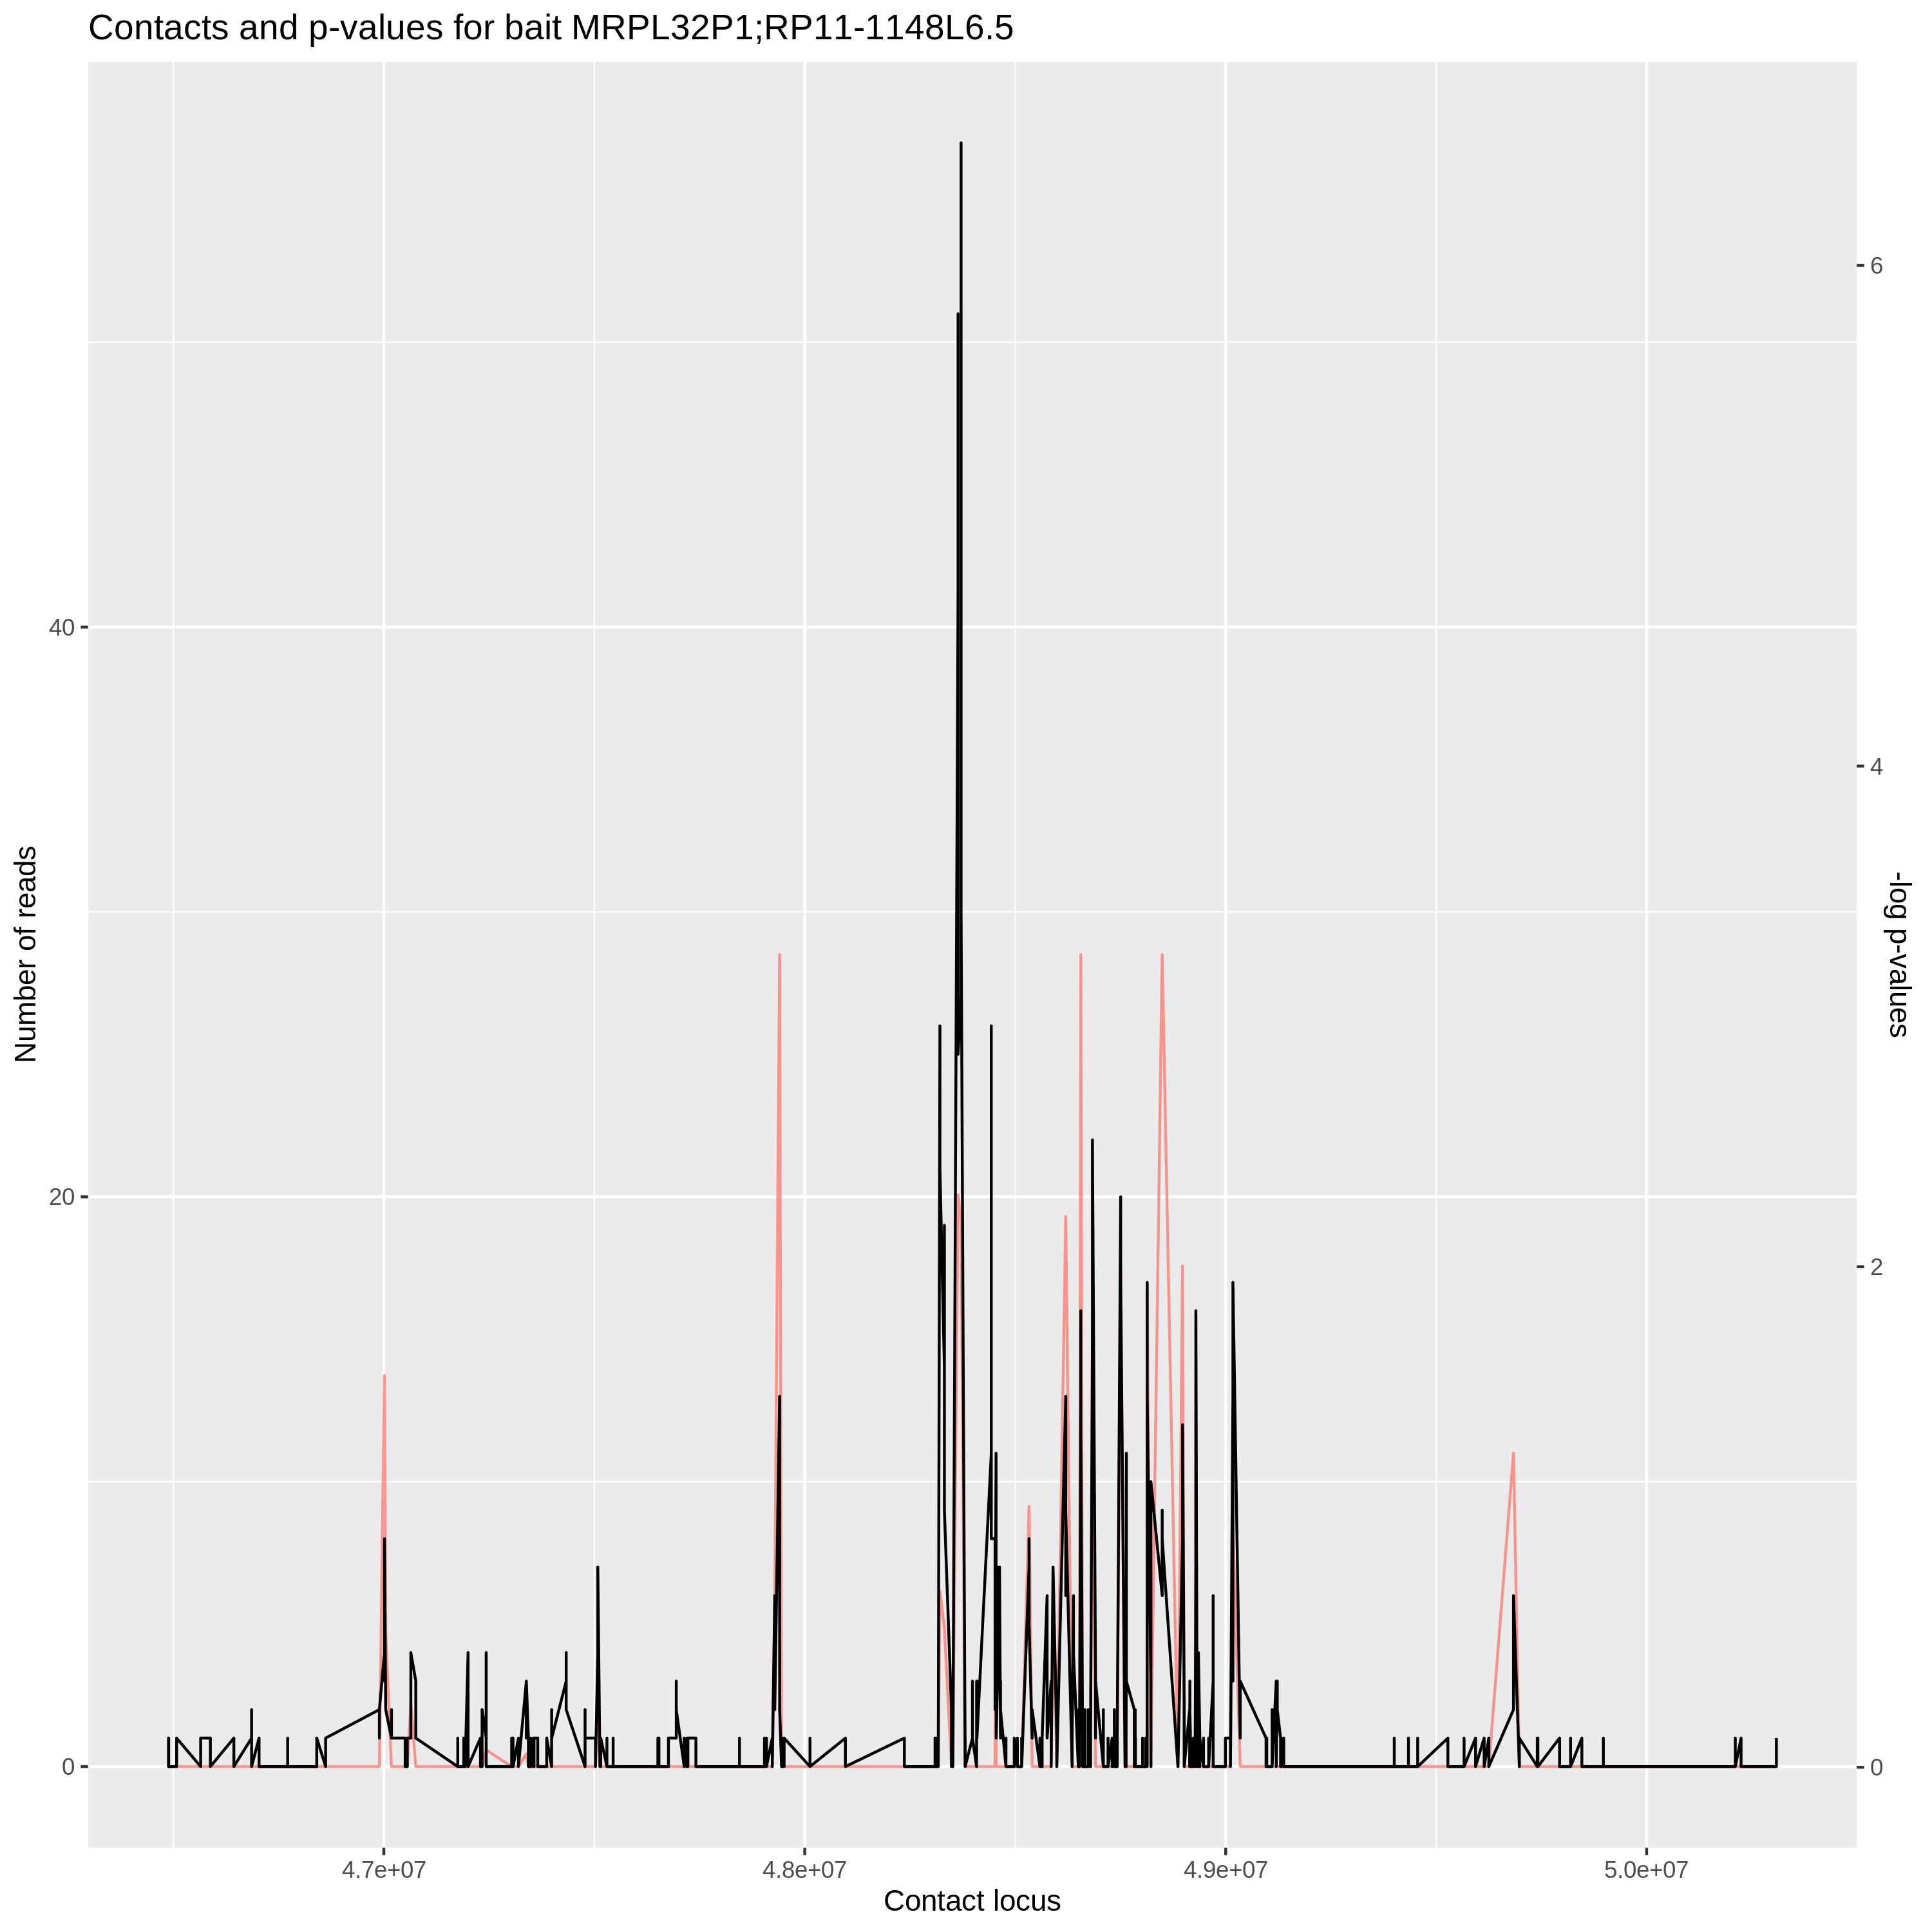 Contacts and p-values for bait MRPL32P1;RP11-1148L6.5
Number of reads
40
20
0
6
4
2
0
-log p-values
4.7e+07
4.8e+07
4.9e+07
5.0e+07
Contact locus